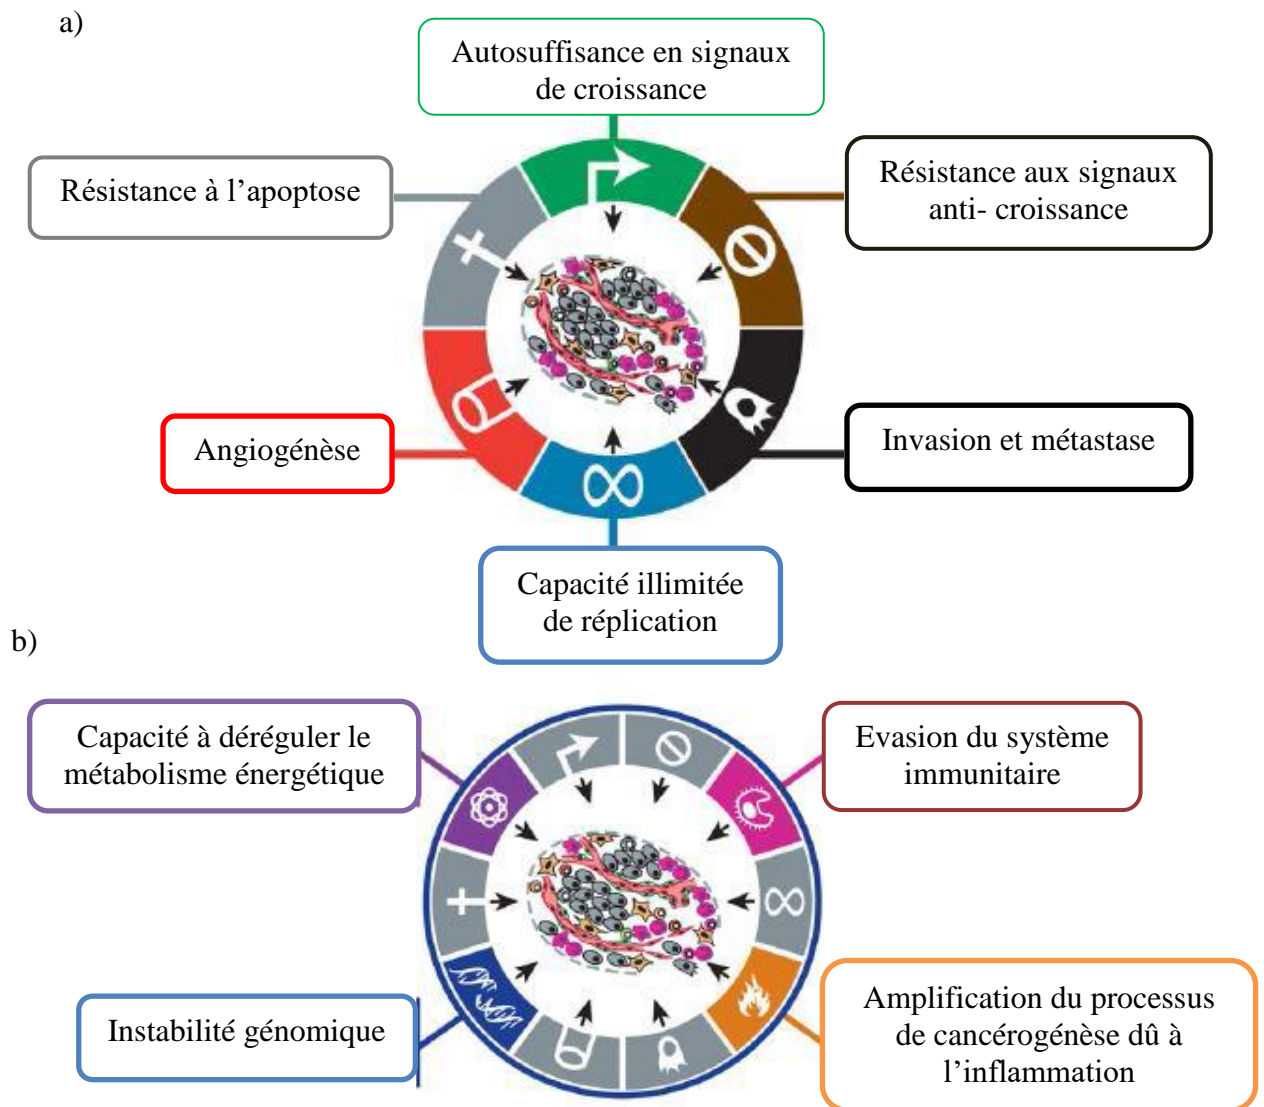 a)
Autosuffisance en signaux
de croissance
Résistance à l’apoptose
Résistance aux signaux
anti- croissance
Angiogénèse
Invasion et métastase
Capacité illimitée
de réplication
b)
Capacité à déréguler le
métabolisme énergétique
Evasion du système
immunitaire
Instabilité génomique
Amplification du processus
de cancérogénèse dû à
l’inflammation